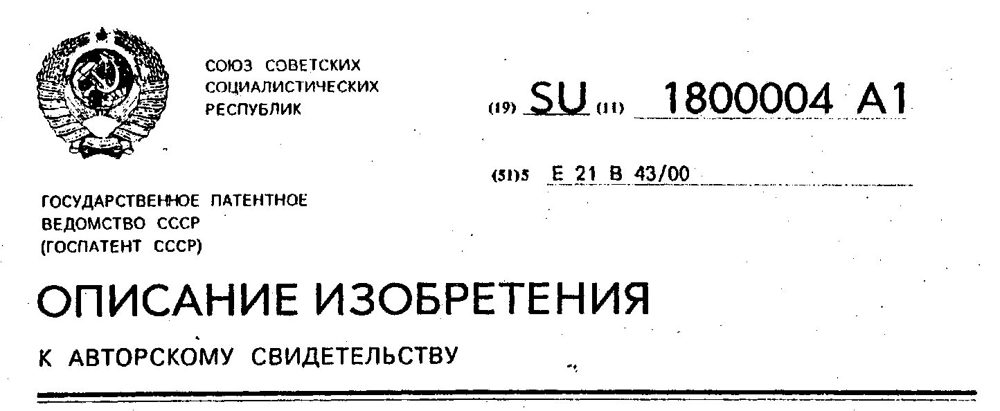 СОЮЗ СОВЕТСКИХ
СОЦИАЛИСТИЧЕСКИХ
РЕСПУБЛИК
(19) SU (11) 1800004 A1
(51)5 E 21 B 43/00
ГОСУДАРСТВЕННОЕ ПАТЕНТНОЕ
ВЕДОМСТВО СССР
(ГОСПАТЕНТ СССР)
ОПИСАНИЕ ИЗОБРЕТЕНИЯ
К АВТОРСКОМУ СВИДЕТЕЛЬСТВУ